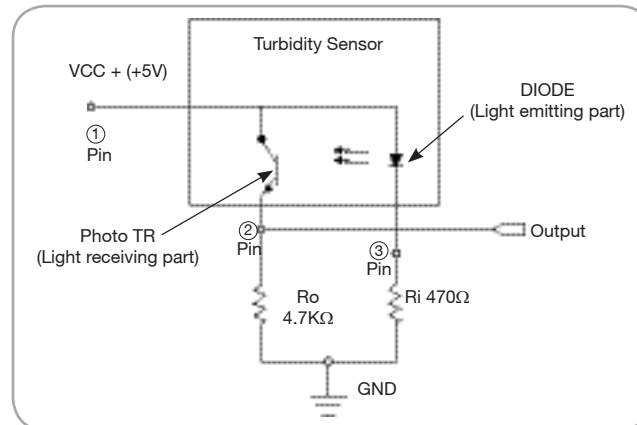 Turbidity Sensor
VCC + (+5V)
DIODE
(Light emitting part)
①
Pin
Photo TR
(Light receiving part)
②
Pin
Output
③
Pin
Ro
4.7KΩ
Ri 470Ω
GND